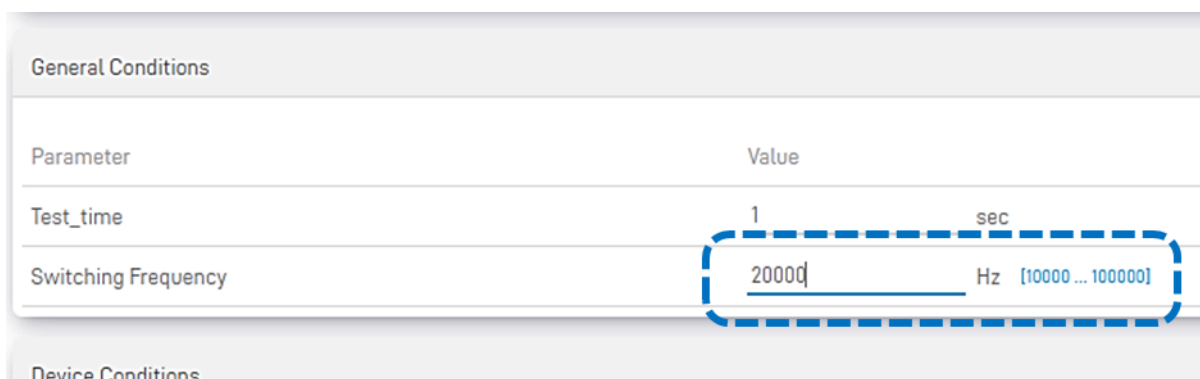 General Conditions
Parameter Value
Test_time 1 sec
Switching Frequency 20000 Hz [10000 ... 100000]
Device Conditions